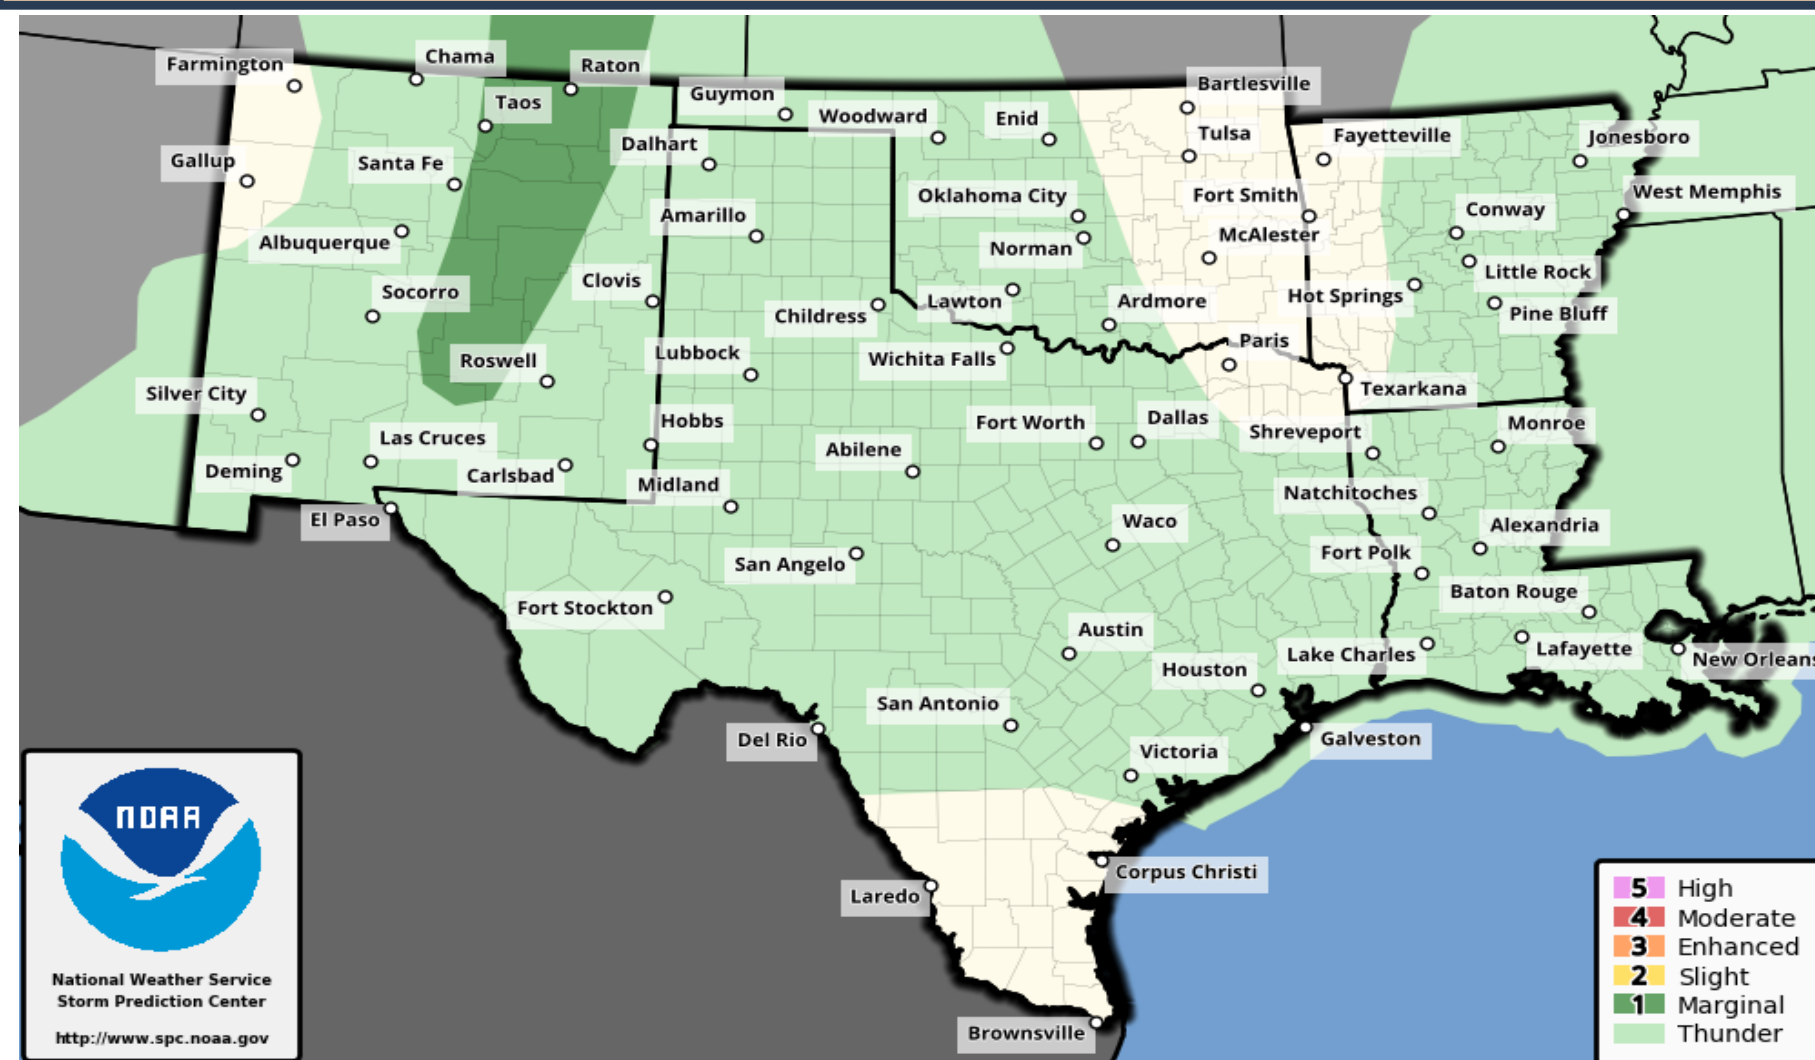 Farmington
Chama
Raton
Taos
Guymon
Woodward
Enid
Bartlesville
Tulsa
Fayetteville
Jonesboro
Gallup
Santa Fe
Dalhart
Oklahoma City
Fort Smith
West Memphis
Albuquerque
Amarillo
Norman
McAlester
Conway
Socorro
Clovis
Childress
Lawton
Ardmore
Hot Springs
Little Rock
Pine Bluff
Roswell
Lubbock
Wichita Falls
Paris
Texarkana
Silver City
Las Cruces
Hobbs
Abilene
Fort Worth
Dallas
Shreveport
Monroe
Deming
Carlsbad
Midland
Natchitoches
El Paso
San Angelo
Waco
Fort Polk
Alexandria
Fort Stockton
Austin
Baton Rouge
Houston
Lake Charles
Lafayette
New Orleans
Del Rio
San Antonio
Victoria
Galveston
Laredo
Corpus Christi
Brownsville
NOAA
National Weather Service
Storm Prediction Center
http://www.spc.noaa.gov
5 High
4 Moderate
3 Enhanced
2 Slight
1 Marginal
Thunder